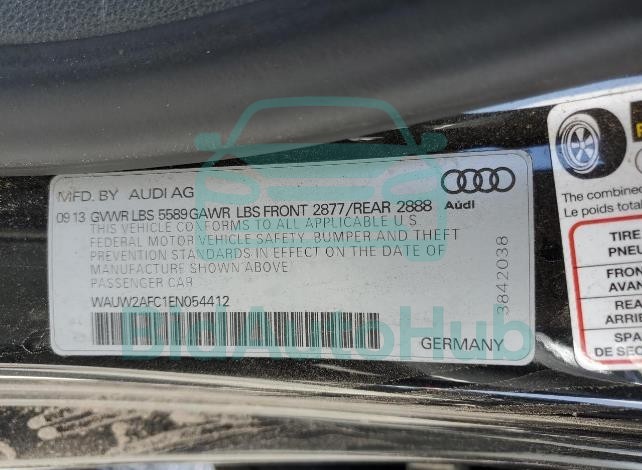 MFD. BY AUDI AG
Audi
09 13 GVWR LBS 5589 GAWR LBS FRONT 2877/REAR 2888
THIS VEHICLE CONFORMS TO ALL APPLICABLE U S
FEDERAL MOTOR VEHICLE SAFETY, BUMPER AND THEFT
PREVENTION STANDARDS IN EFFECT ON THE DATE OF
MANUFACTURE SHOWN ABOVE
PASSENGER CAR
WAUW2AFC1EN054412
GERMANY
3842038
BidAutoHub
The combined
Le poids total
TIRE
PNEU
FRON
AVAN
REA
ARRIE
SPA
DE SEC